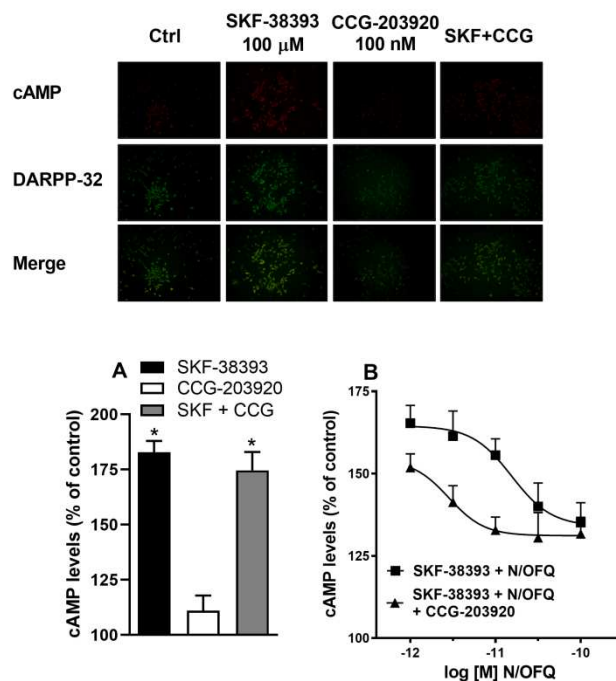 Ctrl
SKF-38393
100 μM
CCG-203920
100 nM
SKF+CCG
cAMP
DARPP-32
Merge
A
SKF-38393
CCG-203920
SKF + CCG
cAMP levels (% of control)
200
175
150
125
100
*
*
B
cAMP levels (% of control)
175
150
125
100
SKF-38393 + N/OFQ
SKF-38393 + N/OFQ
+ CCG-203920
-12
-11
-10
log [M] N/OFQ